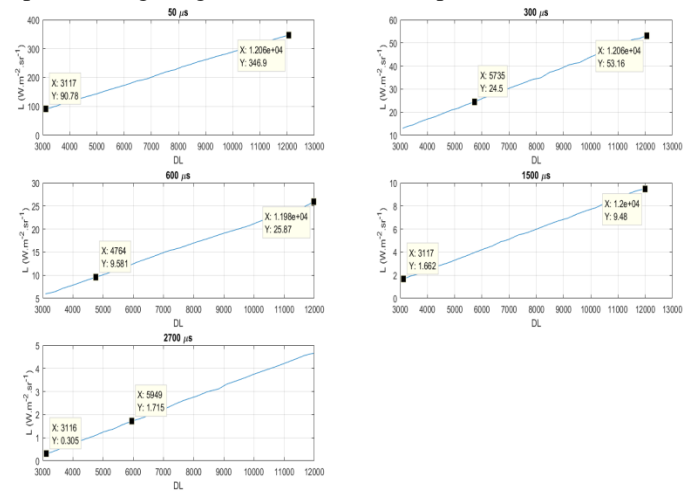 50 μs
L (W.m⁻².sr⁻¹)
400
300
200
100
0
X: 3117
Y: 90.78
X: 1.206e+04
Y: 346.9
3000 4000 5000 6000 7000 8000 9000 10000 11000 12000 13000
DL
300 μs
L (W.m⁻².sr⁻¹)
60
50
40
30
20
10
X: 5735
Y: 24.5
X: 1.206e+04
Y: 53.16
3000 4000 5000 6000 7000 8000 9000 10000 11000 12000 13000
DL
600 μs
L (W.m⁻².sr⁻¹)
30
25
20
15
10
5
X: 4764
Y: 9.581
X: 1.198e+04
Y: 25.87
3000 4000 5000 6000 7000 8000 9000 10000 11000 12000
DL
1500 μs
L (W.m⁻².sr⁻¹)
10
8
6
4
2
0
X: 3117
Y: 1.662
X: 1.2e+04
Y: 9.48
3000 4000 5000 6000 7000 8000 9000 10000 11000 12000 13000
DL
2700 μs
L (W.m⁻².sr⁻¹)
5
4
3
2
1
0
X: 3116
Y: 0.305
X: 5949
Y: 1.715
3000 4000 5000 6000 7000 8000 9000 10000 11000 12000
DL